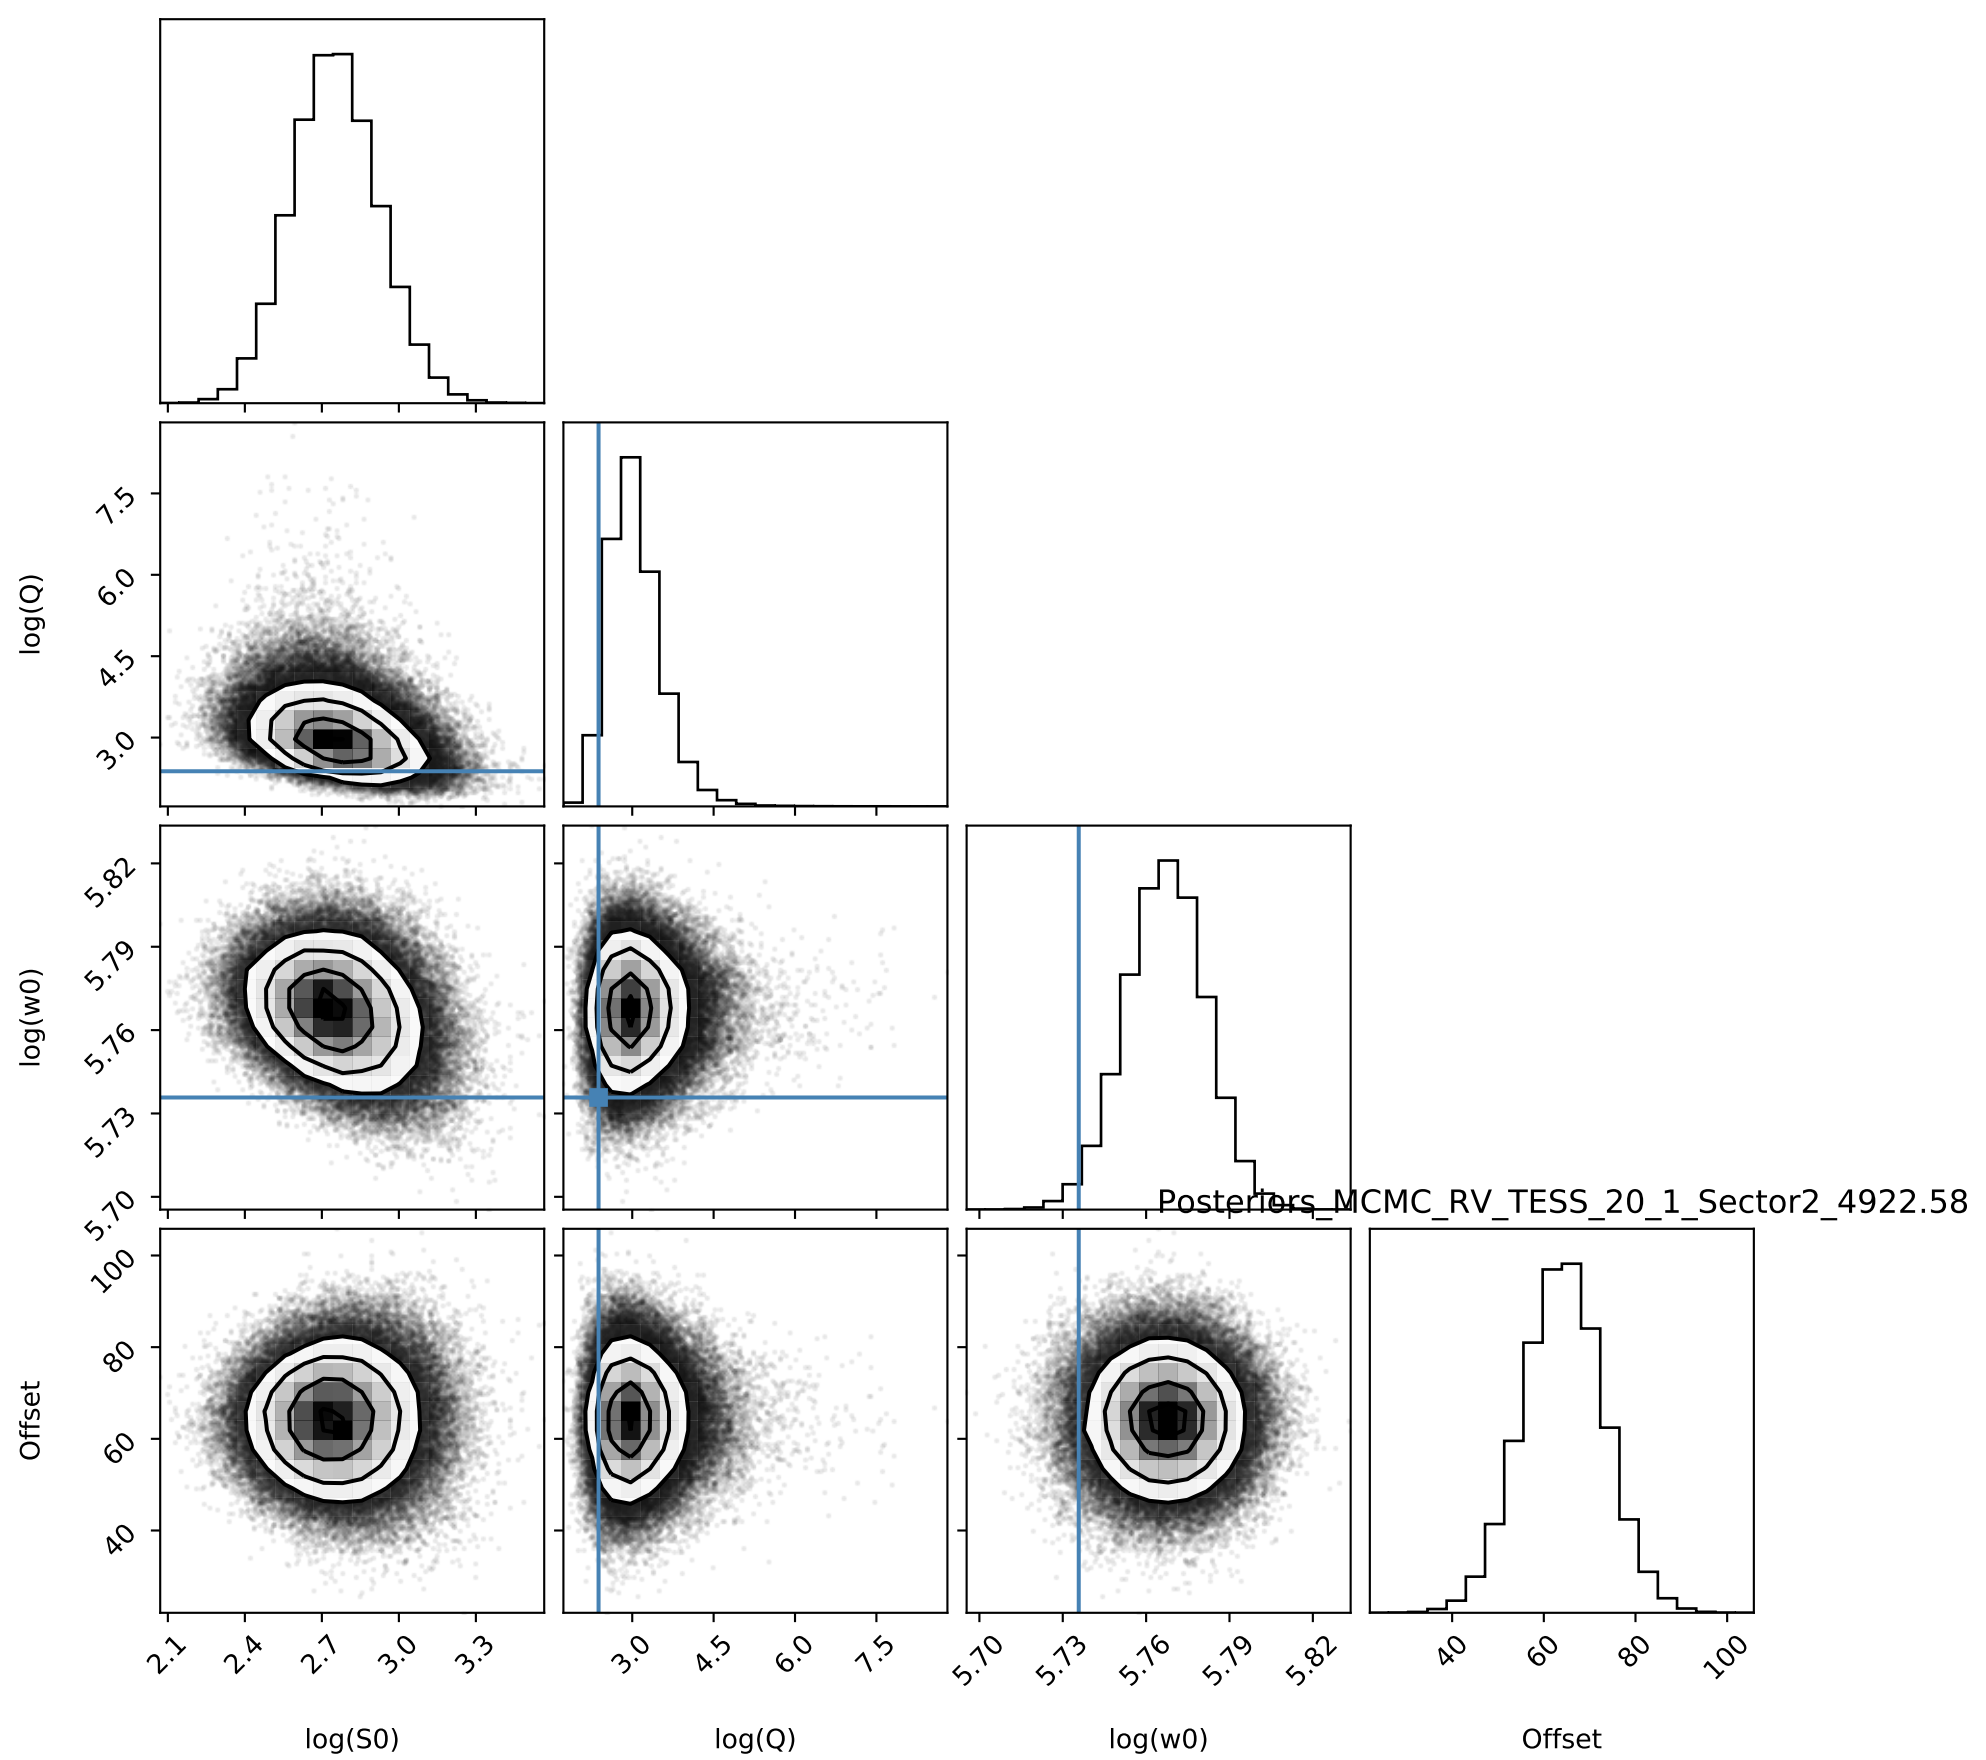 log(Q)
7.5
6.0
4.5
3.0
log(w0)
5.82
5.79
5.76
5.73
5.70
Posteriors_MCMC_RV_TESS_20_1_Sector2_4922.58
Offset
100
80
60
40
2.1 2.4 2.7 3.0 3.3
3.0 4.5 6.0 7.5
5.70 5.73 5.76 5.79 5.82
40 60 80 100
log(S0)
log(Q)
log(w0)
Offset